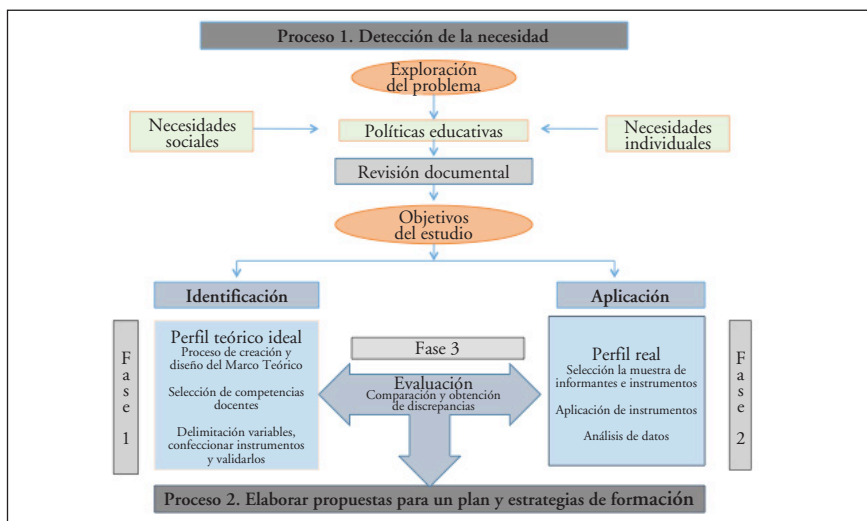 Proceso 1. Detección de la necesidad
Exploración
del problema
Necesidades
sociales
Políticas educativas
Necesidades
individuales
Revisión documental
Objetivos
del estudio
Identificación
Aplicación
Fase 1
Perfil teórico ideal
Proceso de creación y
diseño del Marco Teórico
Selección de competencias
docentes
Delimitación variables,
confeccionar instrumentos
y validarlos
Fase 3
Evaluación
Comparación y obtención
de discrepancias
Perfil real
Selección la muestra de
informantes e instrumentos
Aplicación de instrumentos
Análisis de datos
Fase 2
Proceso 2. Elaborar propuestas para un plan y estrategias de formación